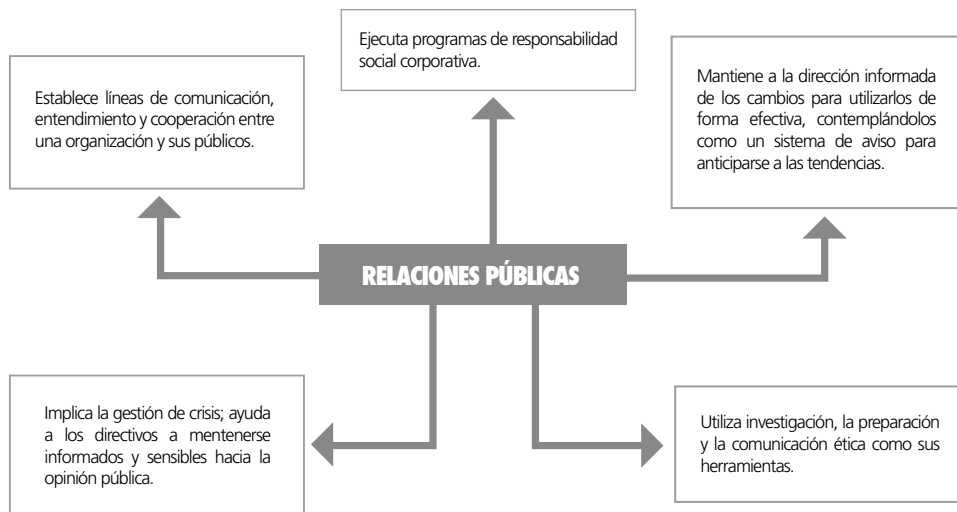 Ejecuta programas de responsabilidad
social corporativa.
Establece líneas de comunicación,
entendimiento y cooperación entre
una organización y sus públicos.
Mantiene a la dirección informada
de los cambios para utilizarlos de
forma efectiva, contemplándolos
como un sistema de aviso para
anticiparse a las tendencias.
RELACIONES PÚBLICAS
Implica la gestión de crisis; ayuda
a los directivos a mentenerse
informados y sensibles hacia la
opinión pública.
Utiliza investigación, la preparación
y la comunicación ética como sus
herramientas.